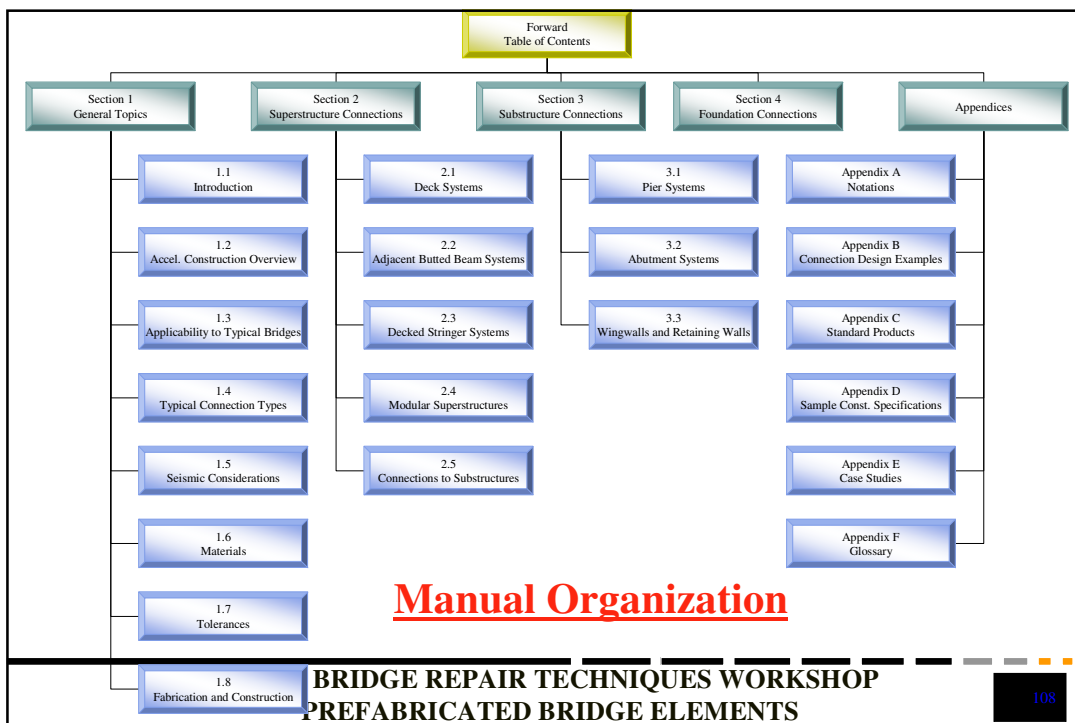 Forward
Table of Contents
Section 1
General Topics
Section 2
Superstructure Connections
Section 3
Substructure Connections
Section 4
Foundation Connections
Appendices
1.1
Introduction
1.2
Accel. Construction Overview
1.3
Applicability to Typical Bridges
1.4
Typical Connection Types
1.5
Seismic Considerations
1.6
Materials
1.7
Tolerances
1.8
Fabrication and Construction
2.1
Deck Systems
2.2
Adjacent Butted Beam Systems
2.3
Decked Stringer Systems
2.4
Modular Superstructures
2.5
Connections to Substructures
3.1
Pier Systems
3.2
Abutment Systems
3.3
Wingwalls and Retaining Walls
Appendix A
Notations
Appendix B
Connection Design Examples
Appendix C
Standard Products
Appendix D
Sample Const. Specifications
Appendix E
Case Studies
Appendix F
Glossary
Manual Organization
BRIDGE REPAIR TECHNIQUES WORKSHOP
PREFABRICATED BRIDGE ELEMENTS
108